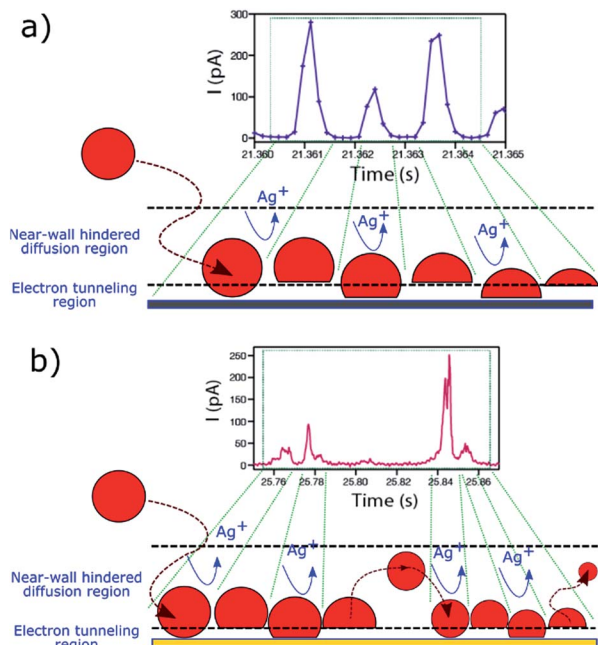 a)
I (pA)
300
200
100
0
21.360 21.361 21.362 21.363 21.364 21.365
Time (s)
Ag+
Ag+
Ag+
Near-wall hindered
diffusion region
Electron tunneling
region
b)
I (pA)
250
200
150
100
50
0
25.76 25.78 25.80 25.82 25.84 25.86
Time (s)
Ag+
Ag+
Ag+
Ag+
Near-wall hindered
diffusion region
Electron tunneling
region